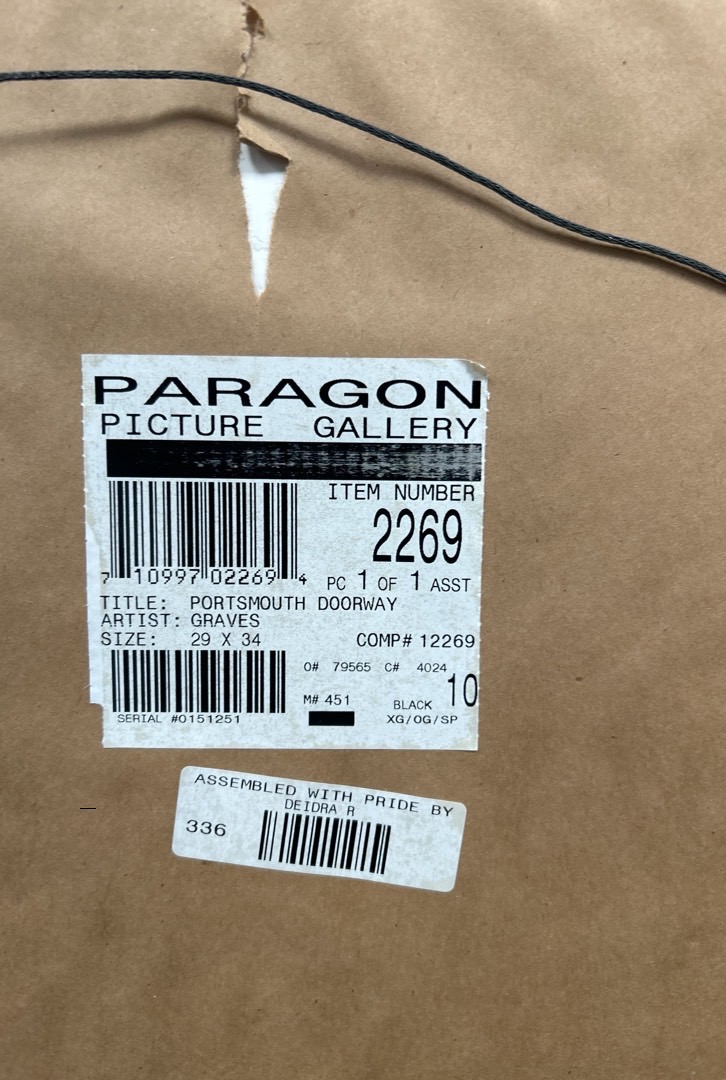 PARAGON
PICTURE GALLERY
ITEM NUMBER
2269
7 10997 02269 4
PC 1 OF 1 ASST
TITLE: PORTSMOUTH DOORWAY
ARTIST: GRAVES
SIZE: 29 X 34 COMP# 12269
O# 79565 C# 4024
M# 451 BLACK 10
SERIAL #0151251 XG/OG/SP
ASSEMBLED WITH PRIDE BY
DEIDRA R
336